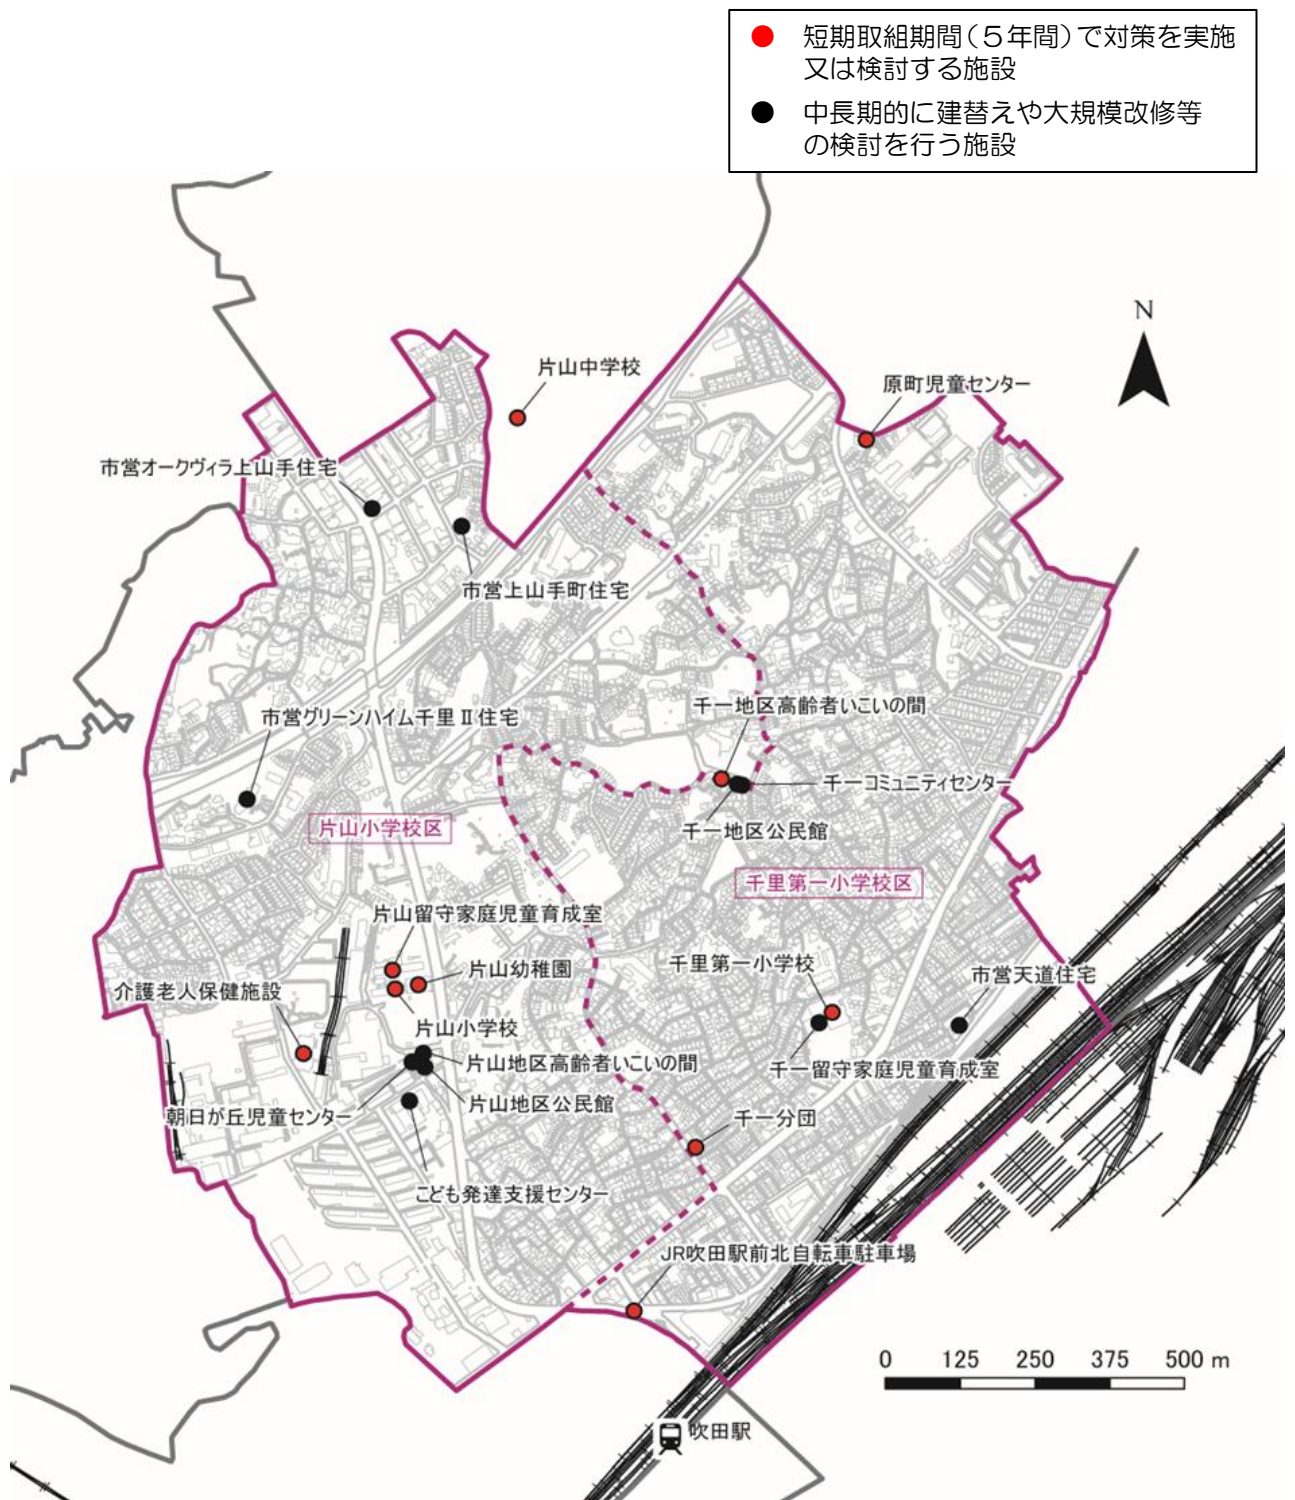 短期取組期間（５年間）で対策を実施
又は検討する施設
中長期的に建替えや大規模改修等
の検討を行う施設
N
片山中学校
原町児童センター
市営オークヴィラ上山手住宅
市営上山手町住宅
千一地区高齢者いこいの間
市営グリーンハイム千里Ⅱ住宅
千一コミュニティセンター
片山小学校区
千一地区公民館
千里第一小学校区
片山留守家庭児童育成室
千里第一小学校
片山幼稚園
市営天道住宅
介護老人保健施設
片山小学校
片山地区高齢者いこいの間
千一留守家庭児童育成室
片山地区公民館
朝日が丘児童センター
千一分団
こども発達支援センター
JR吹田駅前北自転車駐車場
0 125 250 375 500 m
吹田駅